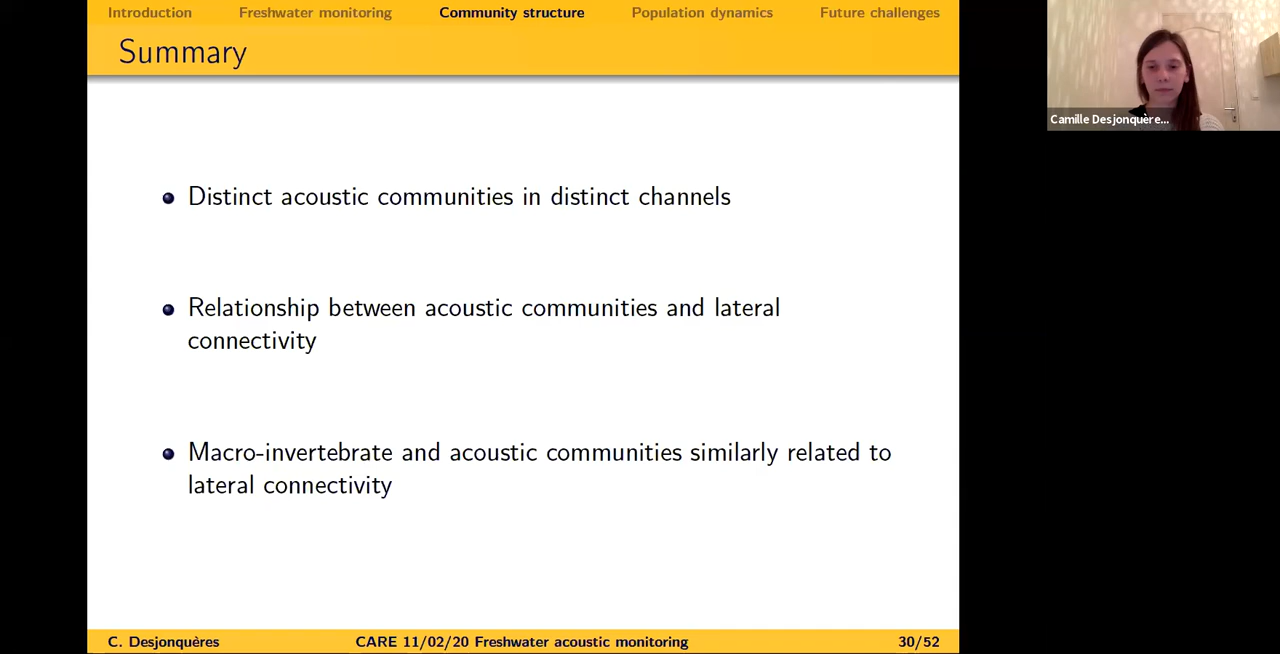 Introduction
Freshwater monitoring
Community structure
Population dynamics
Future challenges
Summary
Distinct acoustic communities in distinct channels
Relationship between acoustic communities and lateral
connectivity
Macro-invertebrate and acoustic communities similarly related to
lateral connectivity
C. Desjonquères
CARE 11/02/20 Freshwater acoustic monitoring
30/52
Camille Desjonquère...